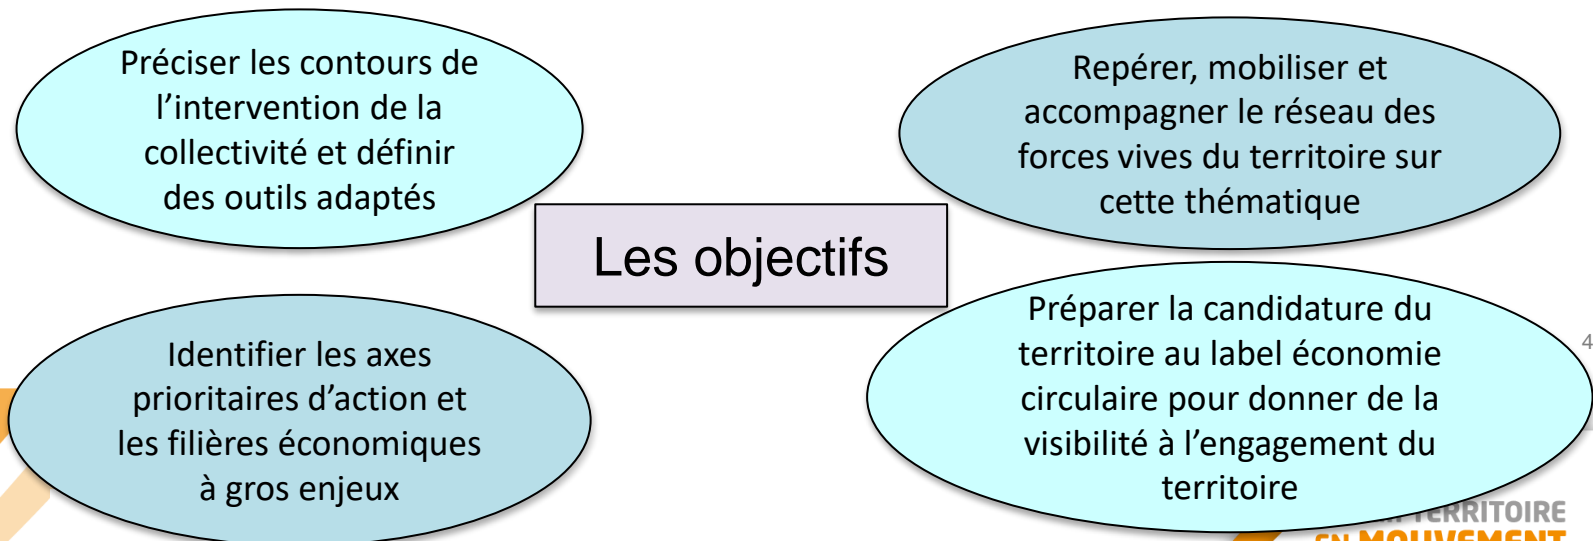 Préciser les contours de
l’intervention de la
collectivité et définir
des outils adaptés
Repérer, mobiliser et
accompagner le réseau des
forces vives du territoire sur
cette thématique
Les objectifs
Identifier les axes
prioritaires d’action et
les filières économiques
à gros enjeux
Préparer la candidature du
territoire au label économie
circulaire pour donner de la
visibilité à l’engagement du
territoire
4
TERRITOIRE
EN MOUVEMENT